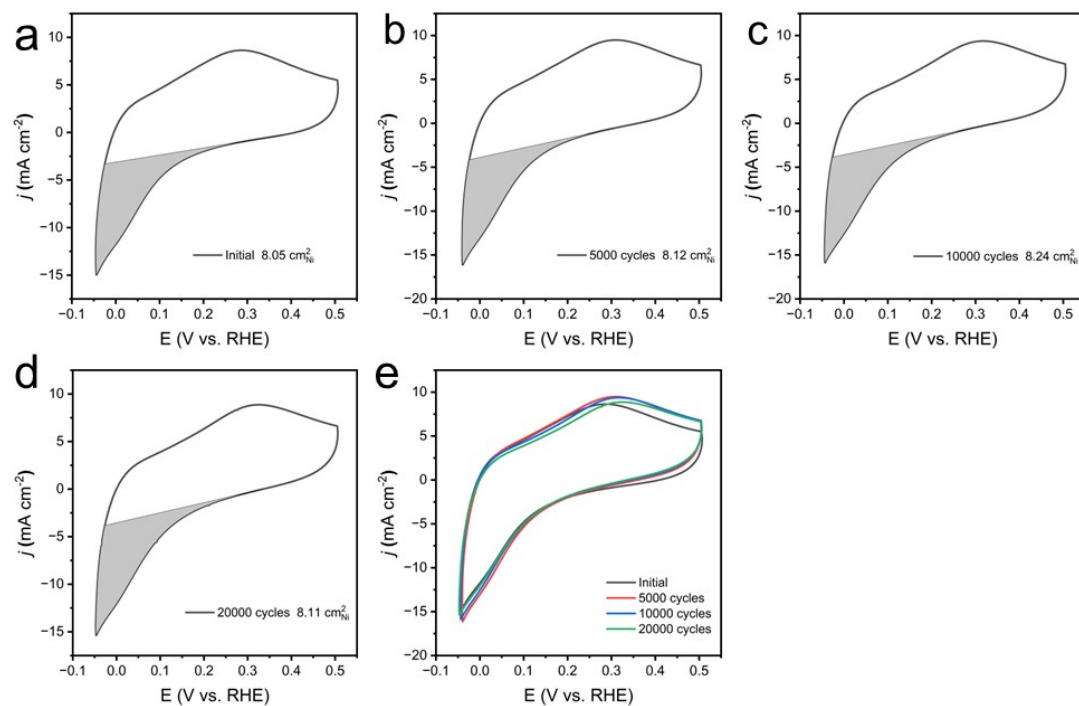 a
10
5
0
−5
−10
−15
j (mA cm⁻²)
Initial 8.05 cm²Ni
−0.1 0.0 0.1 0.2 0.3 0.4 0.5
E (V vs. RHE)
b
10
5
0
−5
−10
−15
−20
j (mA cm⁻²)
5000 cycles 8.12 cm²Ni
−0.1 0.0 0.1 0.2 0.3 0.4 0.5
E (V vs. RHE)
c
10
5
0
−5
−10
−15
−20
j (mA cm⁻²)
10000 cycles 8.24 cm²Ni
−0.1 0.0 0.1 0.2 0.3 0.4 0.5
E (V vs. RHE)
d
10
5
0
−5
−10
−15
j (mA cm⁻²)
20000 cycles 8.11 cm²Ni
−0.1 0.0 0.1 0.2 0.3 0.4 0.5
E (V vs. RHE)
e
10
5
0
−5
−10
−15
−20
j (mA cm⁻²)
Initial
5000 cycles
10000 cycles
20000 cycles
−0.1 0.0 0.1 0.2 0.3 0.4 0.5
E (V vs. RHE)